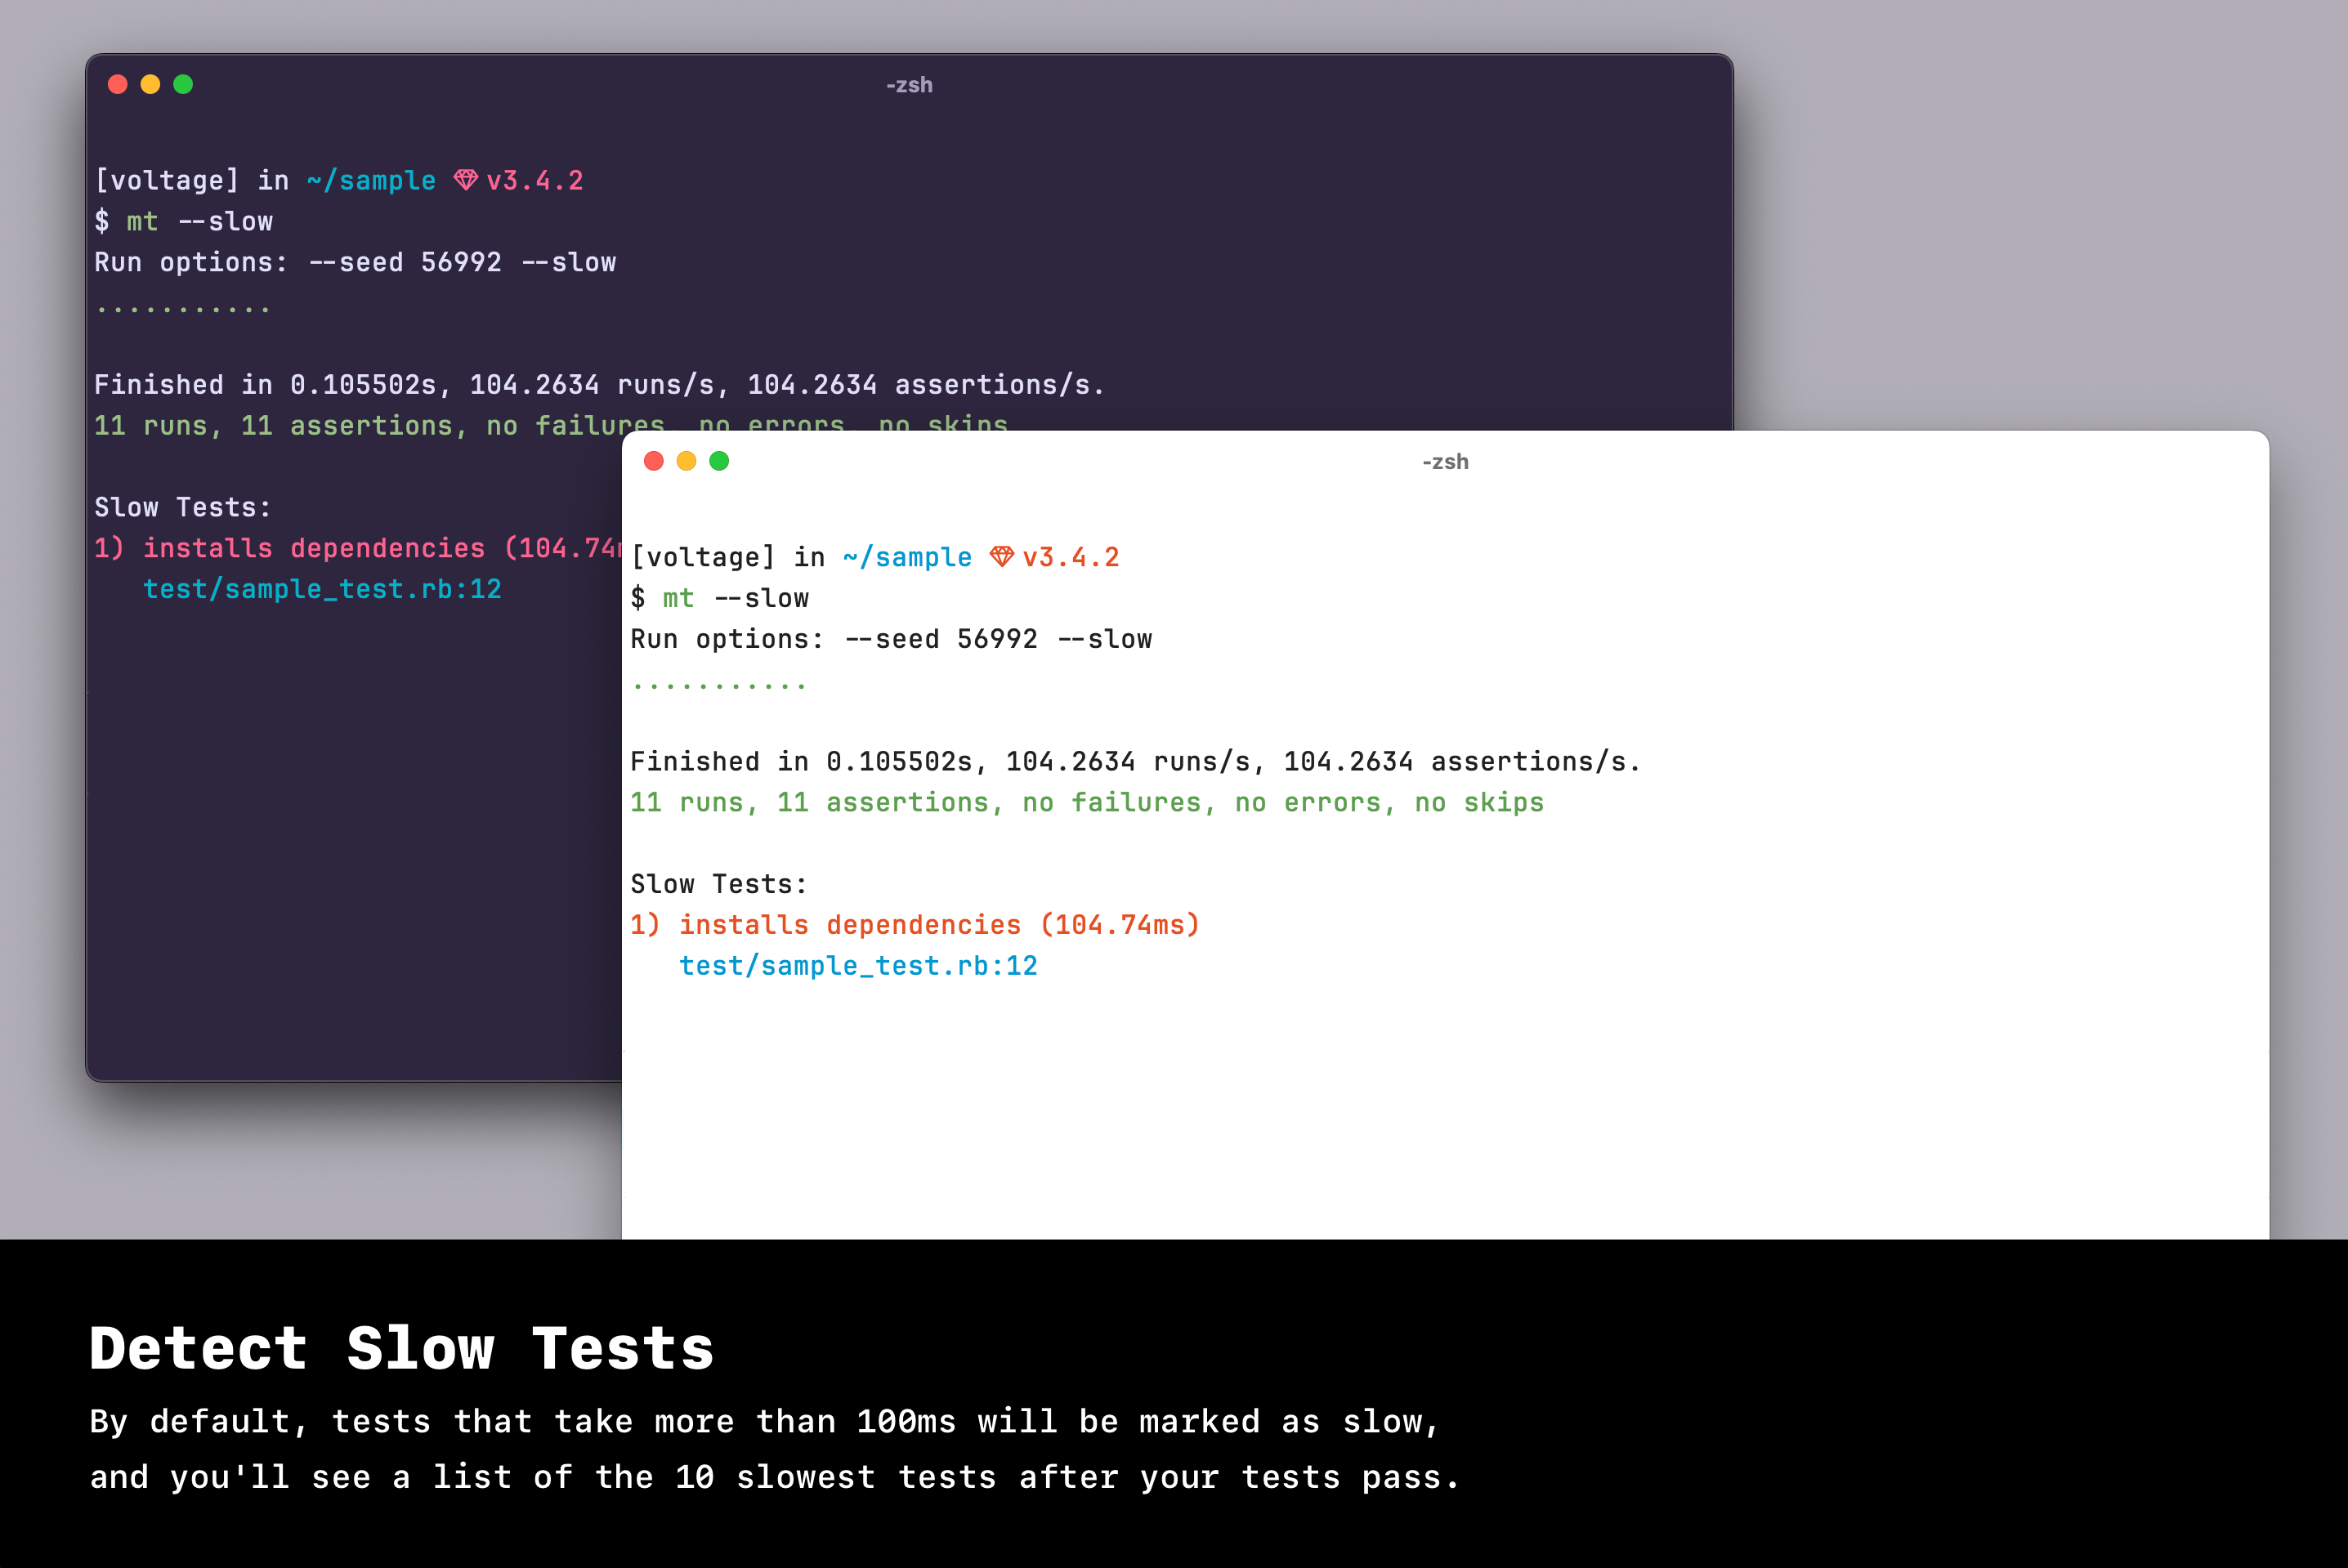 -zsh
[voltage] in ~/sample v3.4.2
$ mt --slow
Run options: --seed 56992 --slow
...........
Finished in 0.105502s, 104.2634 runs/s, 104.2634 assertions/s.
11 runs, 11 assertions, no failures, no errors, no skips
Slow Tests:
1) installs dependencies (104.74m
test/sample_test.rb:12
-zsh
[voltage] in ~/sample v3.4.2
$ mt --slow
Run options: --seed 56992 --slow
...........
Finished in 0.105502s, 104.2634 runs/s, 104.2634 assertions/s.
11 runs, 11 assertions, no failures, no errors, no skips
Slow Tests:
1) installs dependencies (104.74ms)
test/sample_test.rb:12
Detect Slow Tests
By default, tests that take more than 100ms will be marked as slow,
and you'll see a list of the 10 slowest tests after your tests pass.